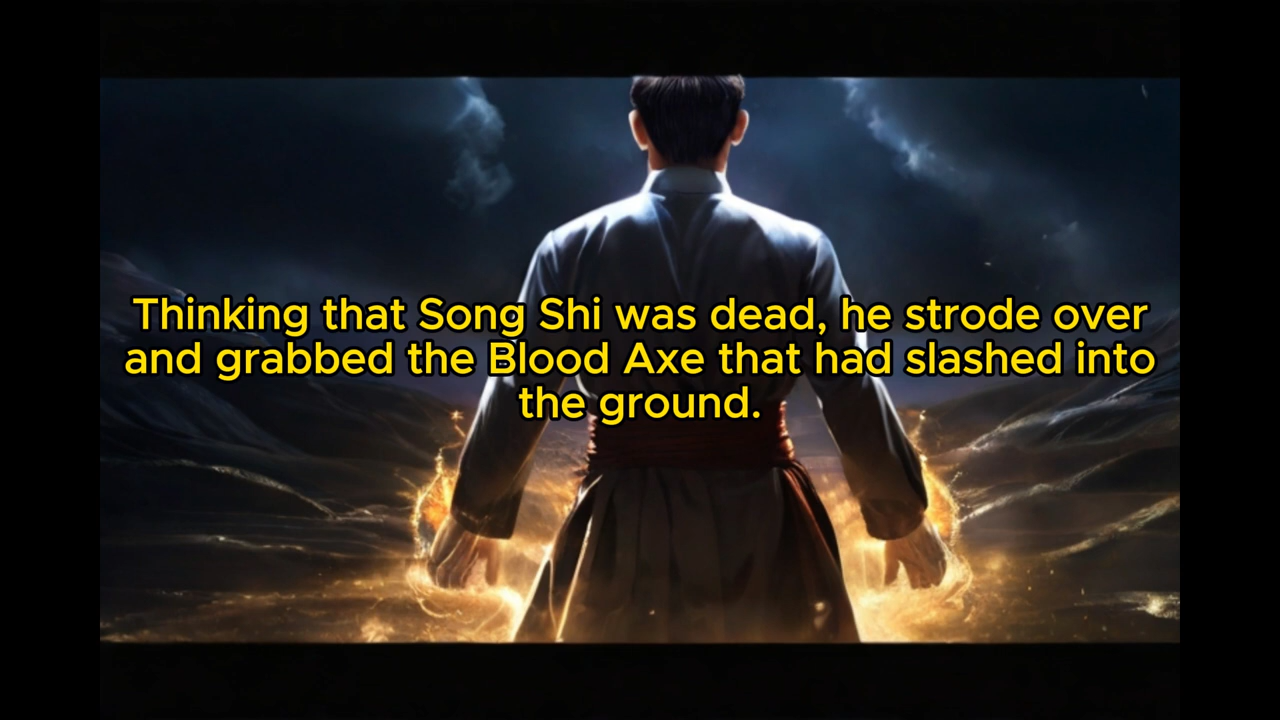 Thinking that Song Shi was dead, he strode over
and grabbed the Blood Axe that had slashed into
the ground.